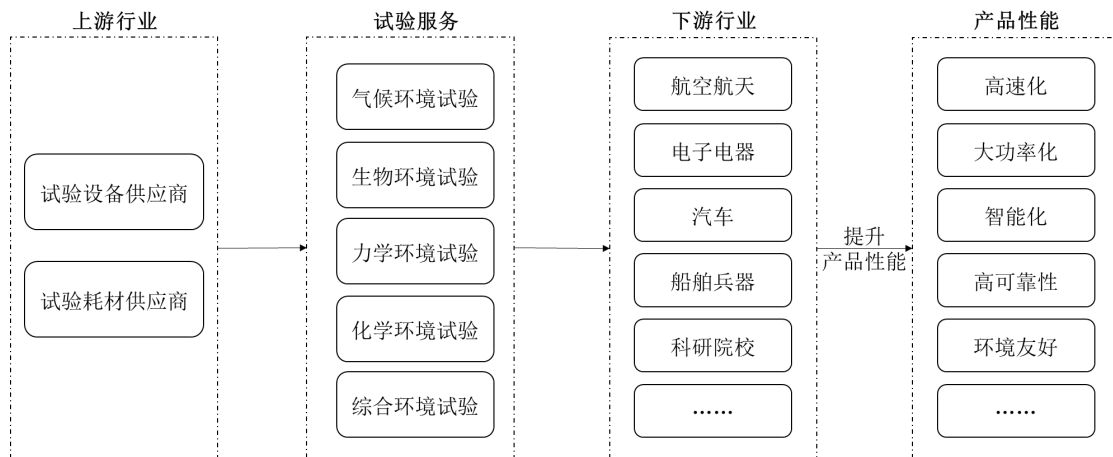 上游行业
试验设备供应商
试验耗材供应商
试验服务
气候环境试验
生物环境试验
力学环境试验
化学环境试验
综合环境试验
下游行业
航空航天
电子电器
汽车
船舶兵器
科研院校
……
提升
产品性能
产品性能
高速化
大功率化
智能化
高可靠性
环境友好
……